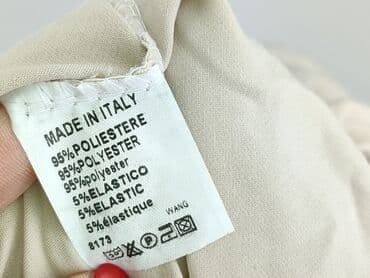 MADE IN ITALY
95%POLIESTERE
95%POLYESTER
95%polyester
5%ELASTICO
5%ELASTIC
5%élastique
WANG
8173